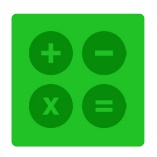 + −
x =